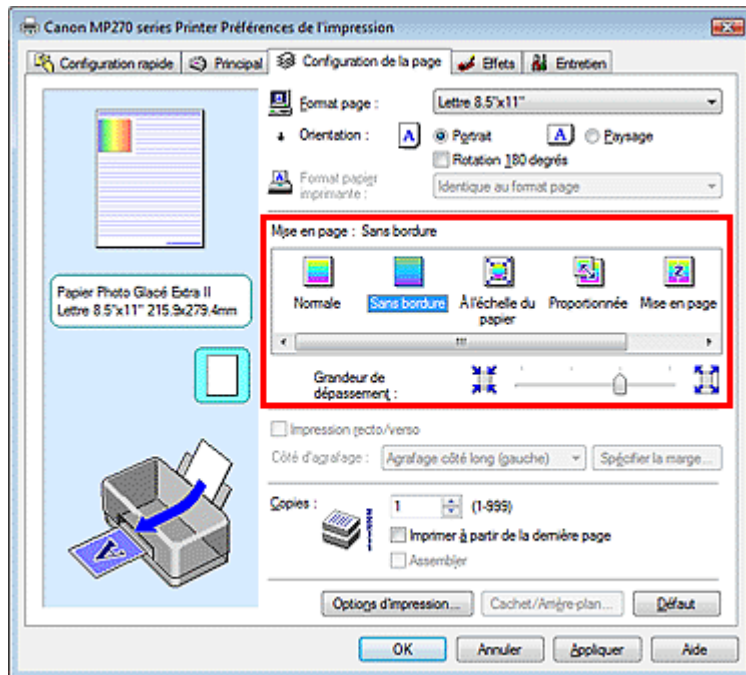 Canon MP270 series Printer Préférences de l'impression
Configuration rapide Principal Configuration de la page Effets Entretien
Format page : Lettre 8.5"x11"
Orientation : A Portrait A Paysage
Rotation 180 degrés
Format papier imprimante : Identique au format page
Mise en page : Sans bordure
Normale Sans bordure À l'échelle du papier Proportionnée Mise en page
Papier Photo Glacé Extra II
Lettre 8.5"x11" 215.9x279.4mm
Grandeur de dépassement :
Impression recto/verso
Côté d'agrafage : Agrafage côté long (gauche) Spécifier la marge...
Copies : 1 (1-999)
Imprimer à partir de la dernière page
Assembler
Options d'impression... Cachet/Arrière-plan... Défaut
OK Annuler Appliquer Aide